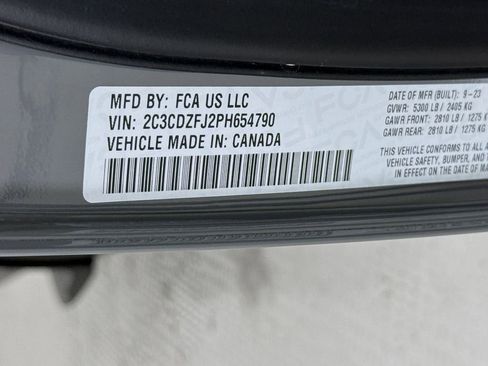 MFD BY: FCA US LLC
VIN: 2C3CDZFJ2PH654790
VEHICLE MADE IN: CANADA
DATE OF MFR (BUILT): 9-23
GVWR: 5300 LB / 2405 KG
GAWR FRONT: 2810 LB / 1275 KG
GAWR REAR: 2810 LB / 1275 KG
THIS VEHICLE CONFORMS TO ALL
VEHICLE SAFETY, BUMPER, AND
IN EFFECT ON THE DATE OF MA